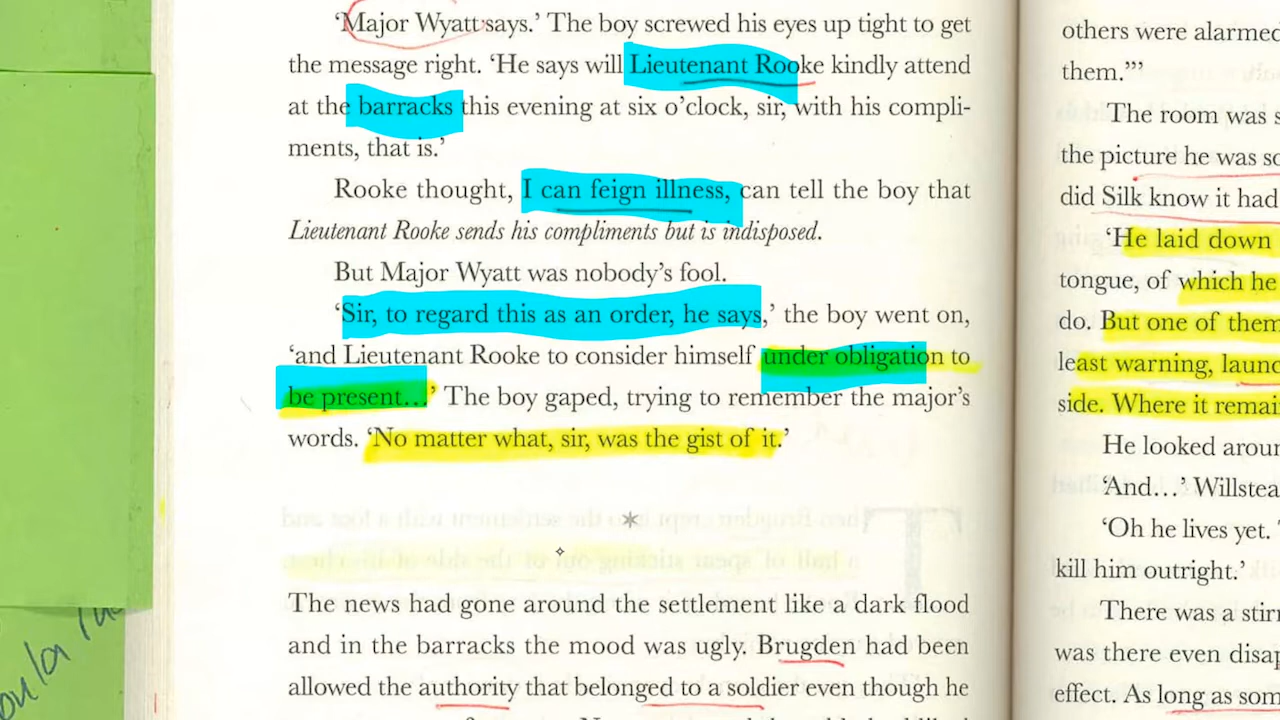 ‘Major Wyatt says.’ The boy screwed his eyes up tight to get
the message right. ‘He says will Lieutenant Rooke kindly attend
at the barracks this evening at six o’clock, sir, with his compli-
ments, that is.’
Rooke thought, I can feign illness, can tell the boy that
Lieutenant Rooke sends his compliments but is indisposed.
But Major Wyatt was nobody’s fool.
‘Sir, to regard this as an order, he says,’ the boy went on,
‘and Lieutenant Rooke to consider himself under obligation to
be present…’ The boy gaped, trying to remember the major’s
words. ‘No matter what, sir, was the gist of it.’
The news had gone around the settlement like a dark flood
and in the barracks the mood was ugly. Brugden had been
allowed the authority that belonged to a soldier even though he
others were alarmed
them.”’
The room was
the picture he was
did Silk know it had
‘He laid down
tongue, of which he
do. But one of them
least warning,
side. Where it
He looked
‘And…’
‘Oh he lives yet.
kill him outright.’
There was a
was there even
effect. As long as